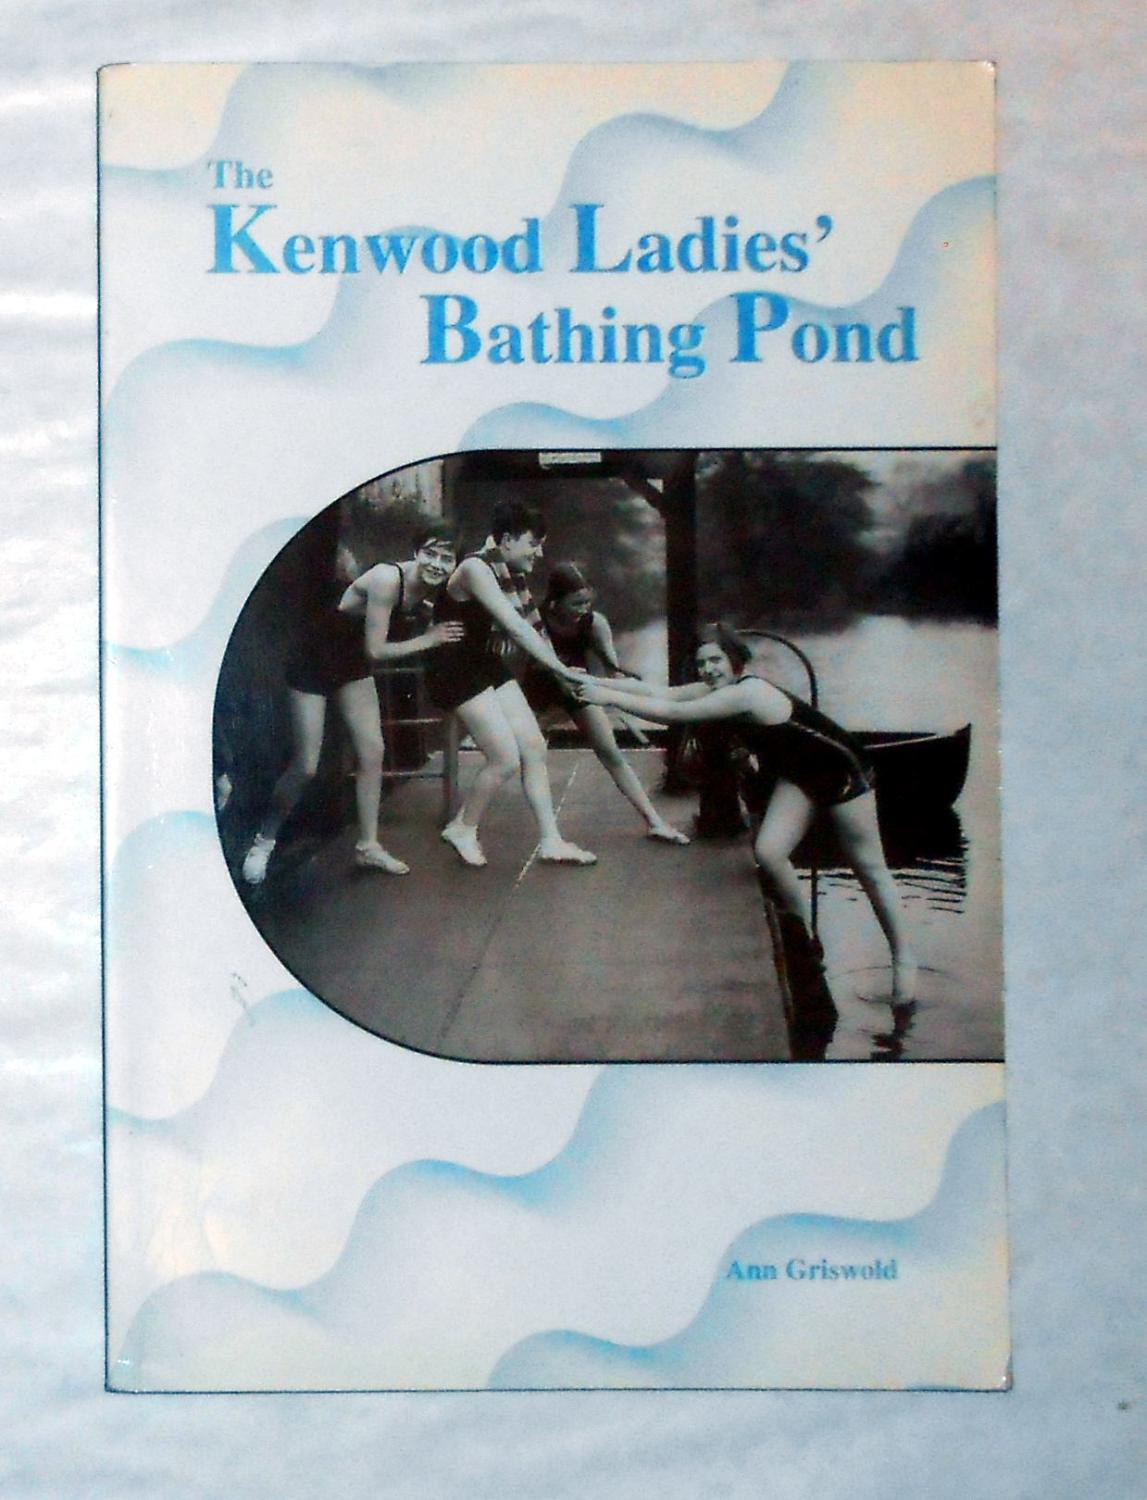 The
Kenwood Ladies’
Bathing Pond
Ann Griswold